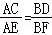 AC/AE = BD/BF